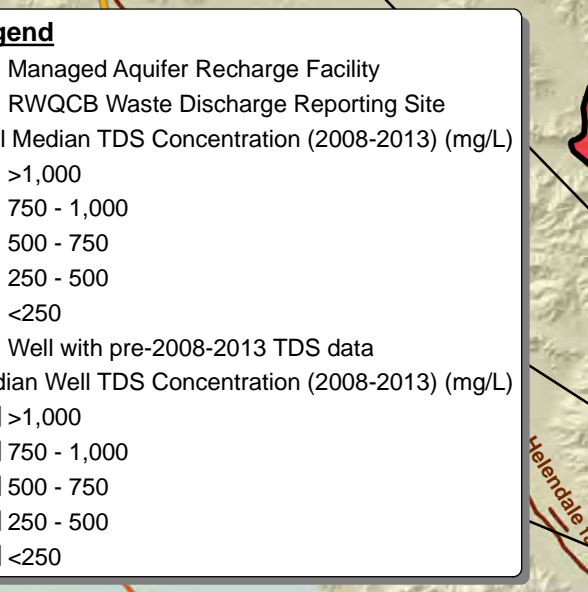 gend
Managed Aquifer Recharge Facility
RWQCB Waste Discharge Reporting Site
l Median TDS Concentration (2008-2013) (mg/L)
>1,000
750 - 1,000
500 - 750
250 - 500
<250
Well with pre-2008-2013 TDS data
dian Well TDS Concentration (2008-2013) (mg/L)
>1,000
750 - 1,000
500 - 750
250 - 500
<250
Helendale f